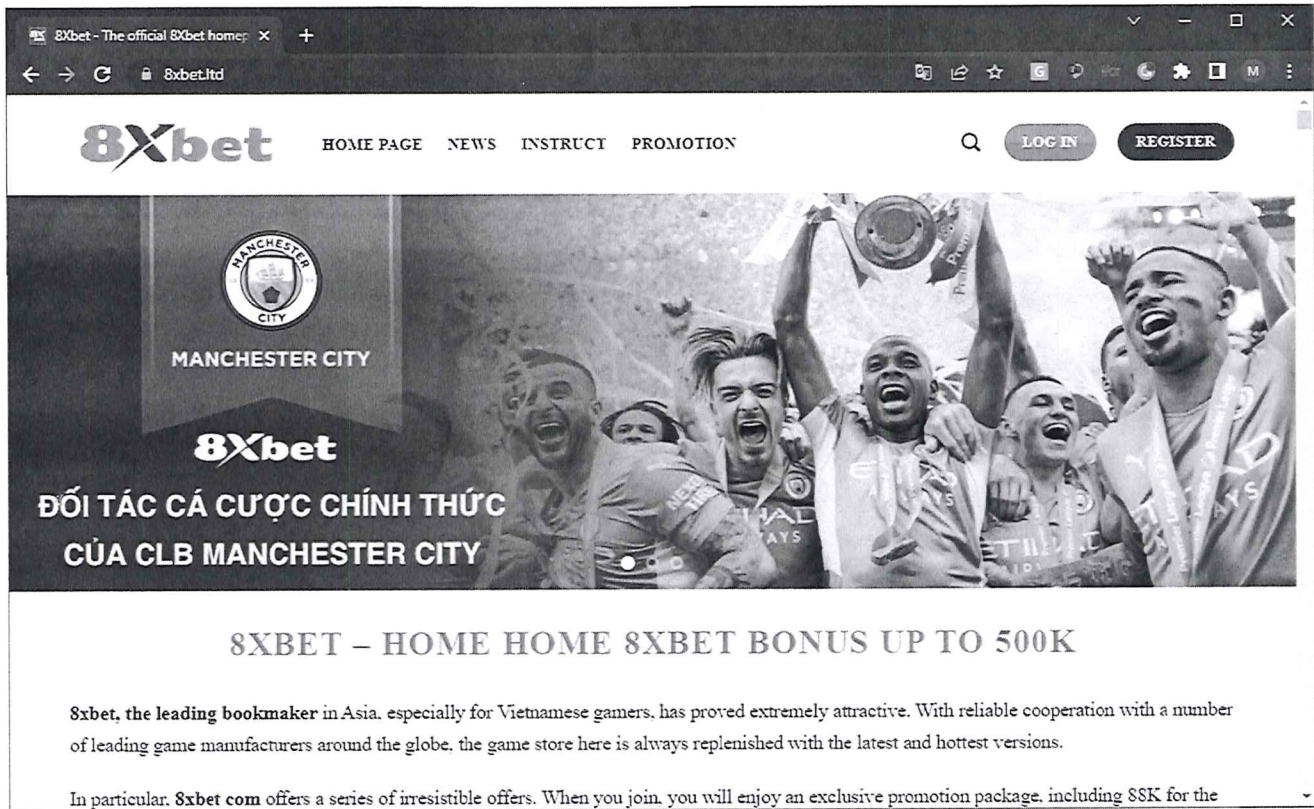 8Xbet - The official 8Xbet homep
8xbet.ltd
G
M
8Xbet
HOME PAGE NEWS INSTRUCT PROMOTION
LOG IN
REGISTER
MANCHESTER
CITY
MANCHESTER CITY
8Xbet
ĐỐI TÁC CÁ CƯỢC CHÍNH THỨC
CỦA CLB MANCHESTER CITY
8XBET – HOME HOME 8XBET BONUS UP TO 500K
8xbet, the leading bookmaker in Asia, especially for Vietnamese gamers, has proved extremely attractive. With reliable cooperation with a number
of leading game manufacturers around the globe, the game store here is always replenished with the latest and hottest versions.
In particular, 8xbet com offers a series of irresistible offers. When you join, you will enjoy an exclusive promotion package, including SSK for the